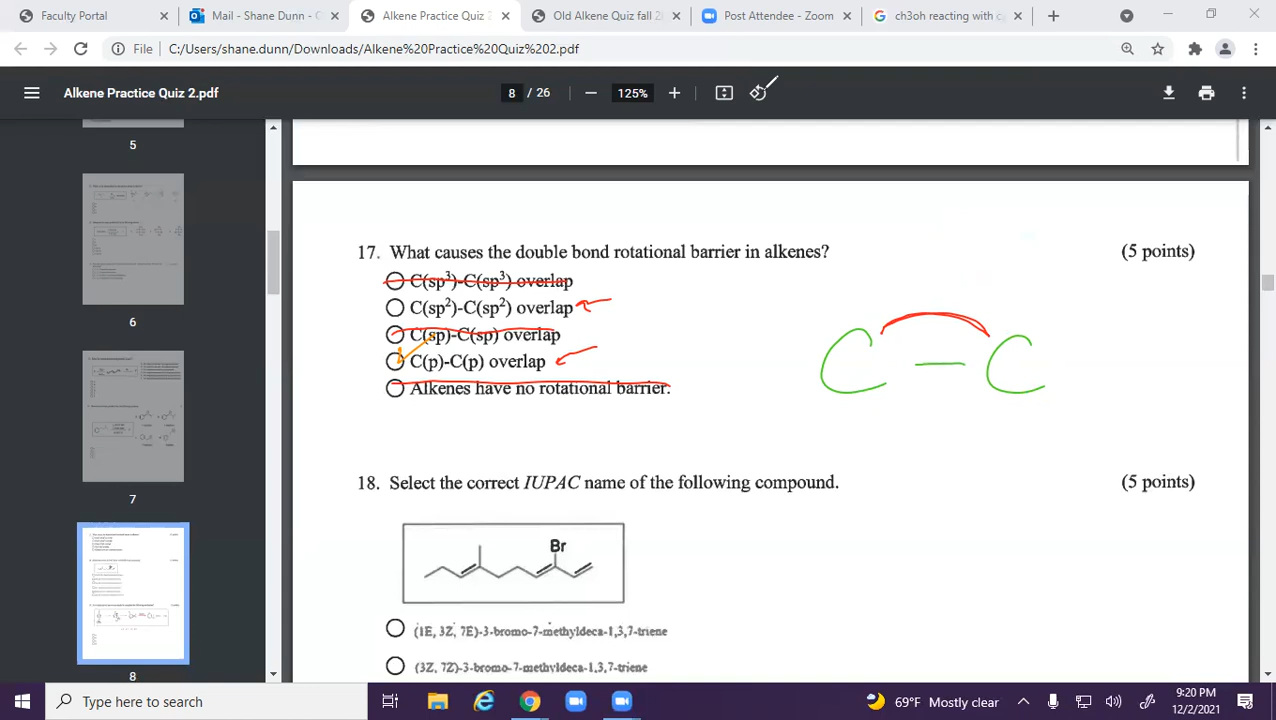 Faculty Portal
Mail - Shane Dunn - C
Alkene Practice Quiz 2
Old Alkene Quiz fall 2
Post Attendee - Zoom
ch3oh reacting with c
File
C:/Users/shane.dunn/Downloads/Alkene%20Practice%20Quiz%202.pdf
Alkene Practice Quiz 2.pdf
8 / 26
125%
5
6
7
8
17. What causes the double bond rotational barrier in alkenes? (5 points)
C(sp³)-C(sp³) overlap
C(sp²)-C(sp²) overlap
C(sp)-C(sp) overlap
C(p)-C(p) overlap
Alkenes have no rotational barrier.
C — C
18. Select the correct IUPAC name of the following compound. (5 points)
Br
(1E, 3Z, 7E)-3-bromo-7-methyldeca-1,3,7-triene
(3Z, 7Z)-3-bromo-7-methyldeca-1,3,7-triene
Type here to search
69°F Mostly clear
9:20 PM
12/2/2021